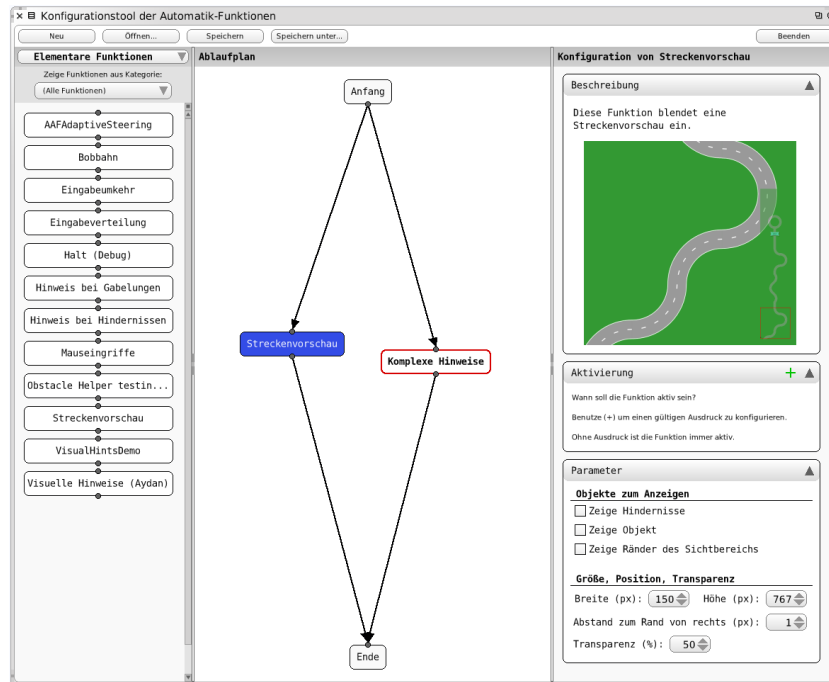 Konfigurationstool der Automatik-Funktionen
Neu
Öffnen...
Speichern
Speichern unter...
Beenden
Elementare Funktionen
Zeige Funktionen aus Kategorie:
(Alle Funktionen)
AAFAdaptiveSteering
Bobbahn
Eingabeumkehr
Eingabeverteilung
Halt (Debug)
Hinweis bei Gabelungen
Hinweis bei Hindernissen
Mauseingriffe
Obstacle Helper testin...
Streckenvorschau
VisualHintsDemo
Visuelle Hinweise (Aydan)
Ablaufplan
Anfang
Streckenvorschau
Komplexe Hinweise
Ende
Konfiguration von Streckenvorschau
Beschreibung
Diese Funktion blendet eine
Streckenvorschau ein.
Aktivierung
Wann soll die Funktion aktiv sein?
Benutze (+) um einen gültigen Ausdruck zu konfigurieren.
Ohne Ausdruck ist die Funktion immer aktiv.
Parameter
Objekte zum Anzeigen
Zeige Hindernisse
Zeige Objekt
Zeige Ränder des Sichtbereichs
Größe, Position, Transparenz
Breite (px): 150 Höhe (px): 767
Abstand zum Rand von rechts (px): 1
Transparenz (%): 50